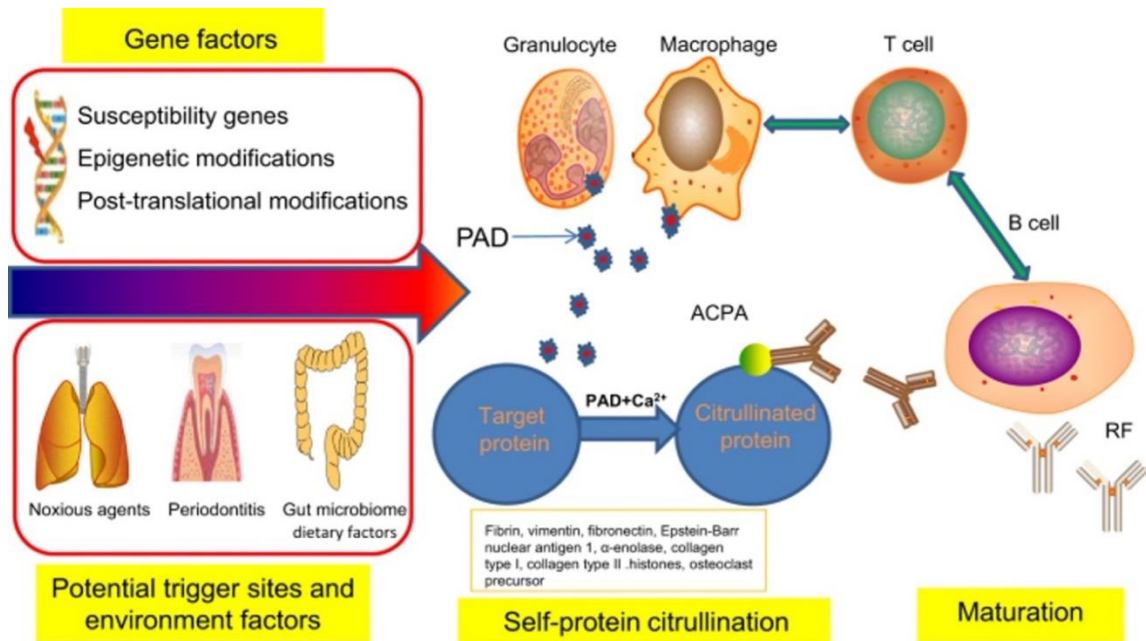 Gene factors
Susceptibility genes
Epigenetic modifications
Post-translational modifications
Noxious agents
Periodontitis
Gut microbiome
dietary factors
Potential trigger sites and
environment factors
Granulocyte
Macrophage
T cell
PAD
B cell
ACPA
Target
protein
PAD+Ca²⁺
Citrullinated
protein
RF
Fibrin, vimentin, fibronectin, Epstein-Barr
nuclear antigen 1, α-enolase, collagen
type I, collagen type II .histones, osteoclast
precursor
Self-protein citrullination
Maturation